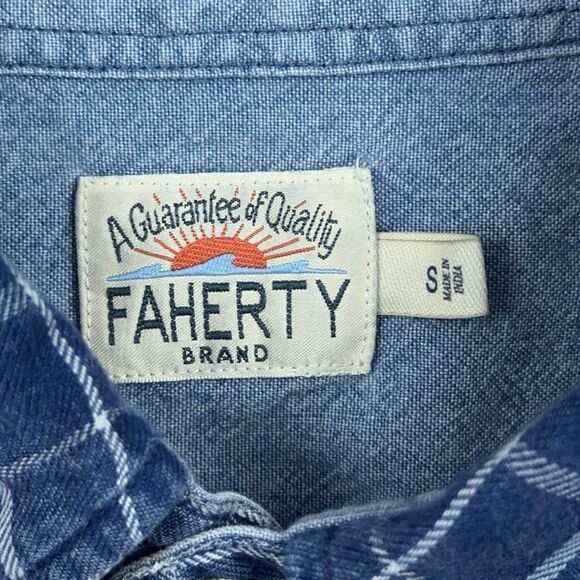 A Guarantee of Quality
FAHERTY
BRAND
S
MADE IN
INDIA